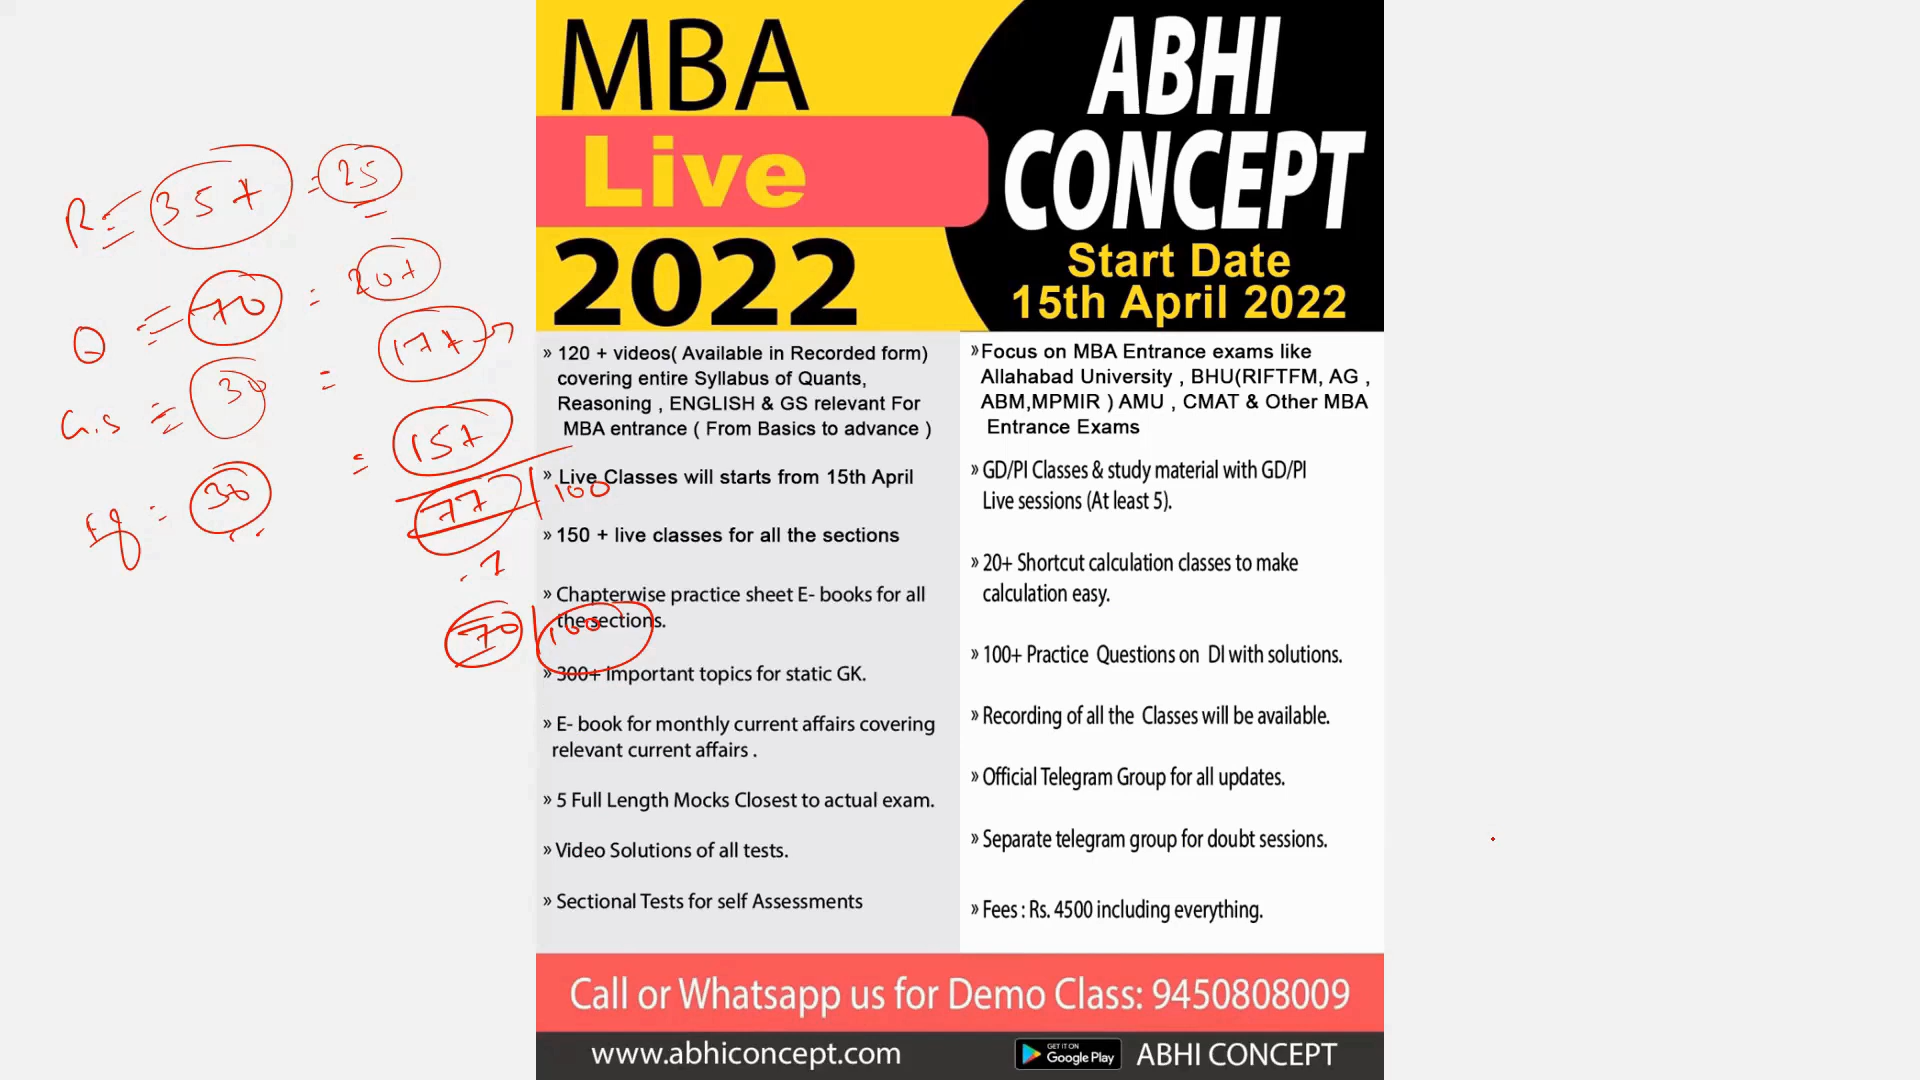 MBA
Live
2022
ABHI
CONCEPT
Start Date
15th April 2022
R = 35+ = 25
Q = 70 = 20+
G.S = 30 = 17+
= 15+
= 30
77 | 100
70 | 100
» 120 + videos( Available in Recorded form)
covering entire Syllabus of Quants,
Reasoning , ENGLISH & GS relevant For
MBA entrance ( From Basics to advance )
» Live Classes will starts from 15th April
» 150 + live classes for all the sections
» Chapterwise practice sheet E- books for all
the sections.
» 300+ Important topics for static GK.
» E- book for monthly current affairs covering
relevant current affairs .
» 5 Full Length Mocks Closest to actual exam.
» Video Solutions of all tests.
» Sectional Tests for self Assessments
» Focus on MBA Entrance exams like
Allahabad University , BHU(RIFTFM, AG ,
ABM,MPMIR ) AMU , CMAT & Other MBA
Entrance Exams
» GD/PI Classes & study material with GD/PI
Live sessions (At least 5).
» 20+ Shortcut calculation classes to make
calculation easy.
» 100+ Practice Questions on DI with solutions.
» Recording of all the Classes will be available.
» Official Telegram Group for all updates.
» Separate telegram group for doubt sessions.
» Fees : Rs. 4500 including everything.
Call or Whatsapp us for Demo Class: 9450808009
www.abhiconcept.com
GET IT ON
Google Play
ABHI CONCEPT